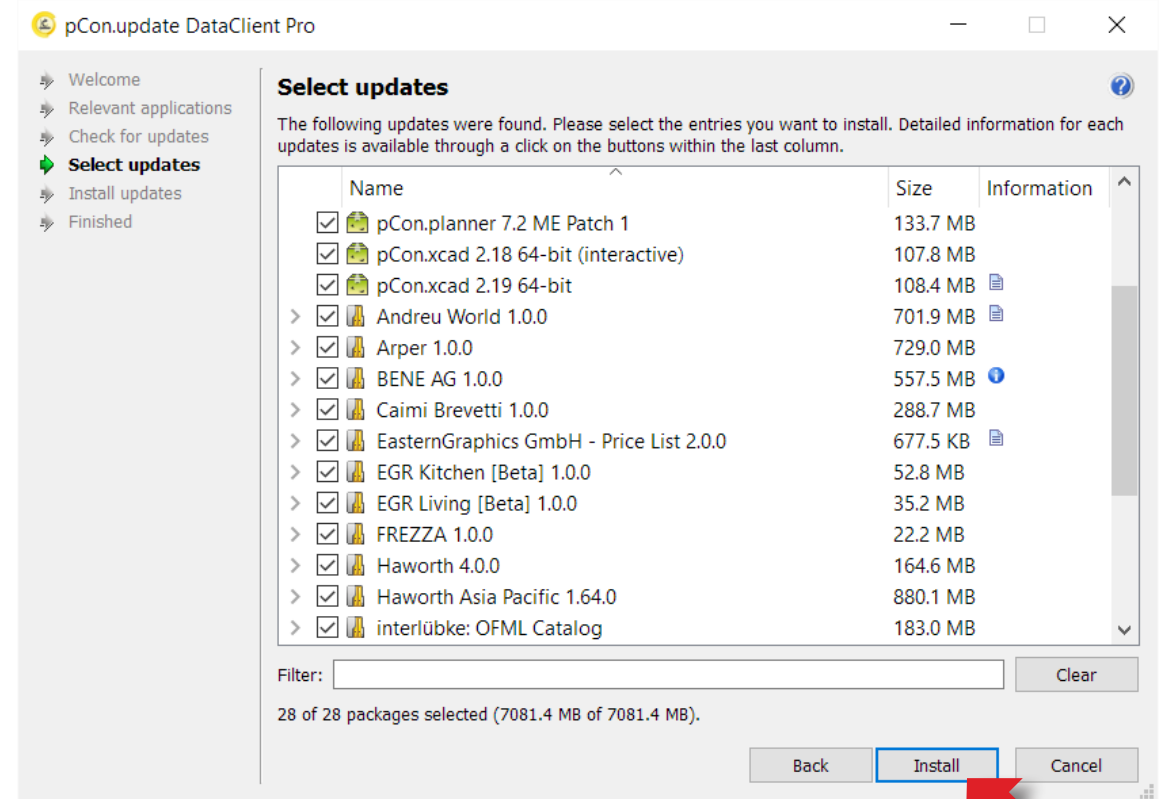 pCon.update DataClient Pro
Welcome
Relevant applications
Check for updates
Select updates
Install updates
Finished
Select updates
The following updates were found. Please select the entries you want to install. Detailed information for each
updates is available through a click on the buttons within the last column.
Name Size Information
pCon.planner 7.2 ME Patch 1 133.7 MB
pCon.xcad 2.18 64-bit (interactive) 107.8 MB
pCon.xcad 2.19 64-bit 108.4 MB
Andreu World 1.0.0 701.9 MB
Arper 1.0.0 729.0 MB
BENE AG 1.0.0 557.5 MB
Caimi Brevetti 1.0.0 288.7 MB
EasternGraphics GmbH - Price List 2.0.0 677.5 KB
EGR Kitchen [Beta] 1.0.0 52.8 MB
EGR Living [Beta] 1.0.0 35.2 MB
FREZZA 1.0.0 22.2 MB
Haworth 4.0.0 164.6 MB
Haworth Asia Pacific 1.64.0 880.1 MB
interlübke: OFML Catalog 183.0 MB
Filter: Clear
28 of 28 packages selected (7081.4 MB of 7081.4 MB).
Back Install Cancel